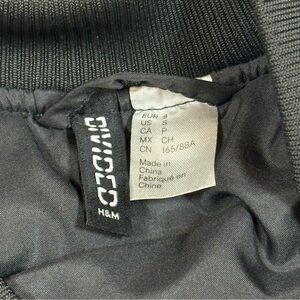 DIVIDED
H&M
EUR S
US S
CA P
MX CH
CN 165/88A
Made in
China
Fabriqué en
Chine